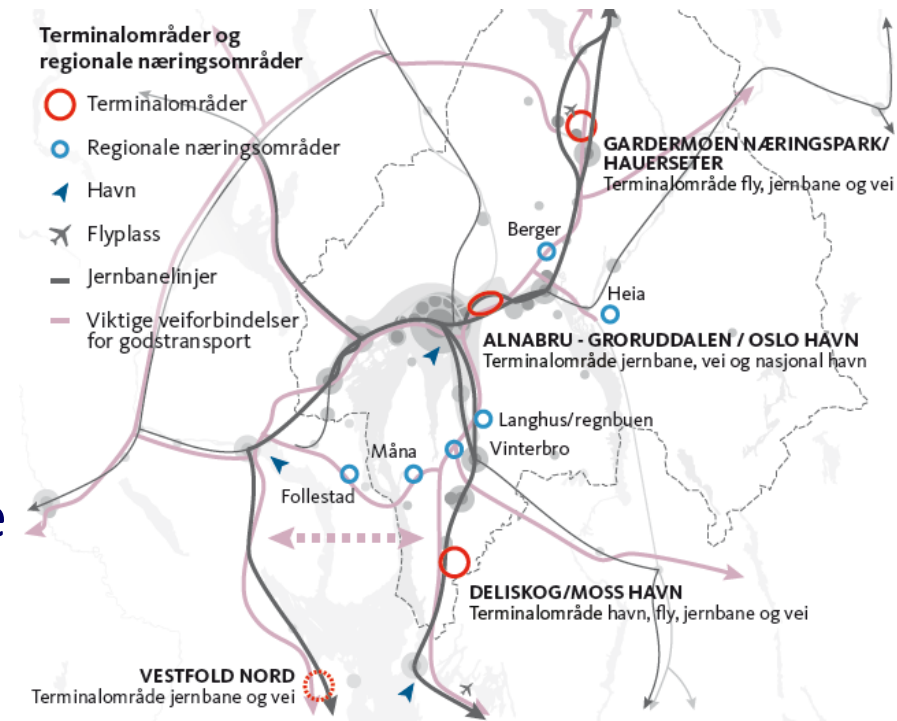 Terminalområder og
regionale næringsområder
Terminalområder
Regionale næringsområder
Havn
Flyplass
Jernbanelinjer
Viktige veiforbindelser
for godstransport
GARDERMOEN NÆRINGSPARK/
HAUERSETER
Terminalområde fly, jernbane og vei
Berger
Heia
ALNABRU - GRORUDDALEN / OSLO HAVN
Terminalområde jernbane, vei og nasjonal havn
Langhus/regnbuen
Vinterbro
Måna
Follestad
e
DELISKOG/MOSS HAVN
Terminalområde havn, fly, jernbane og vei
VESTFOLD NORD
Terminalområde jernbane og vei